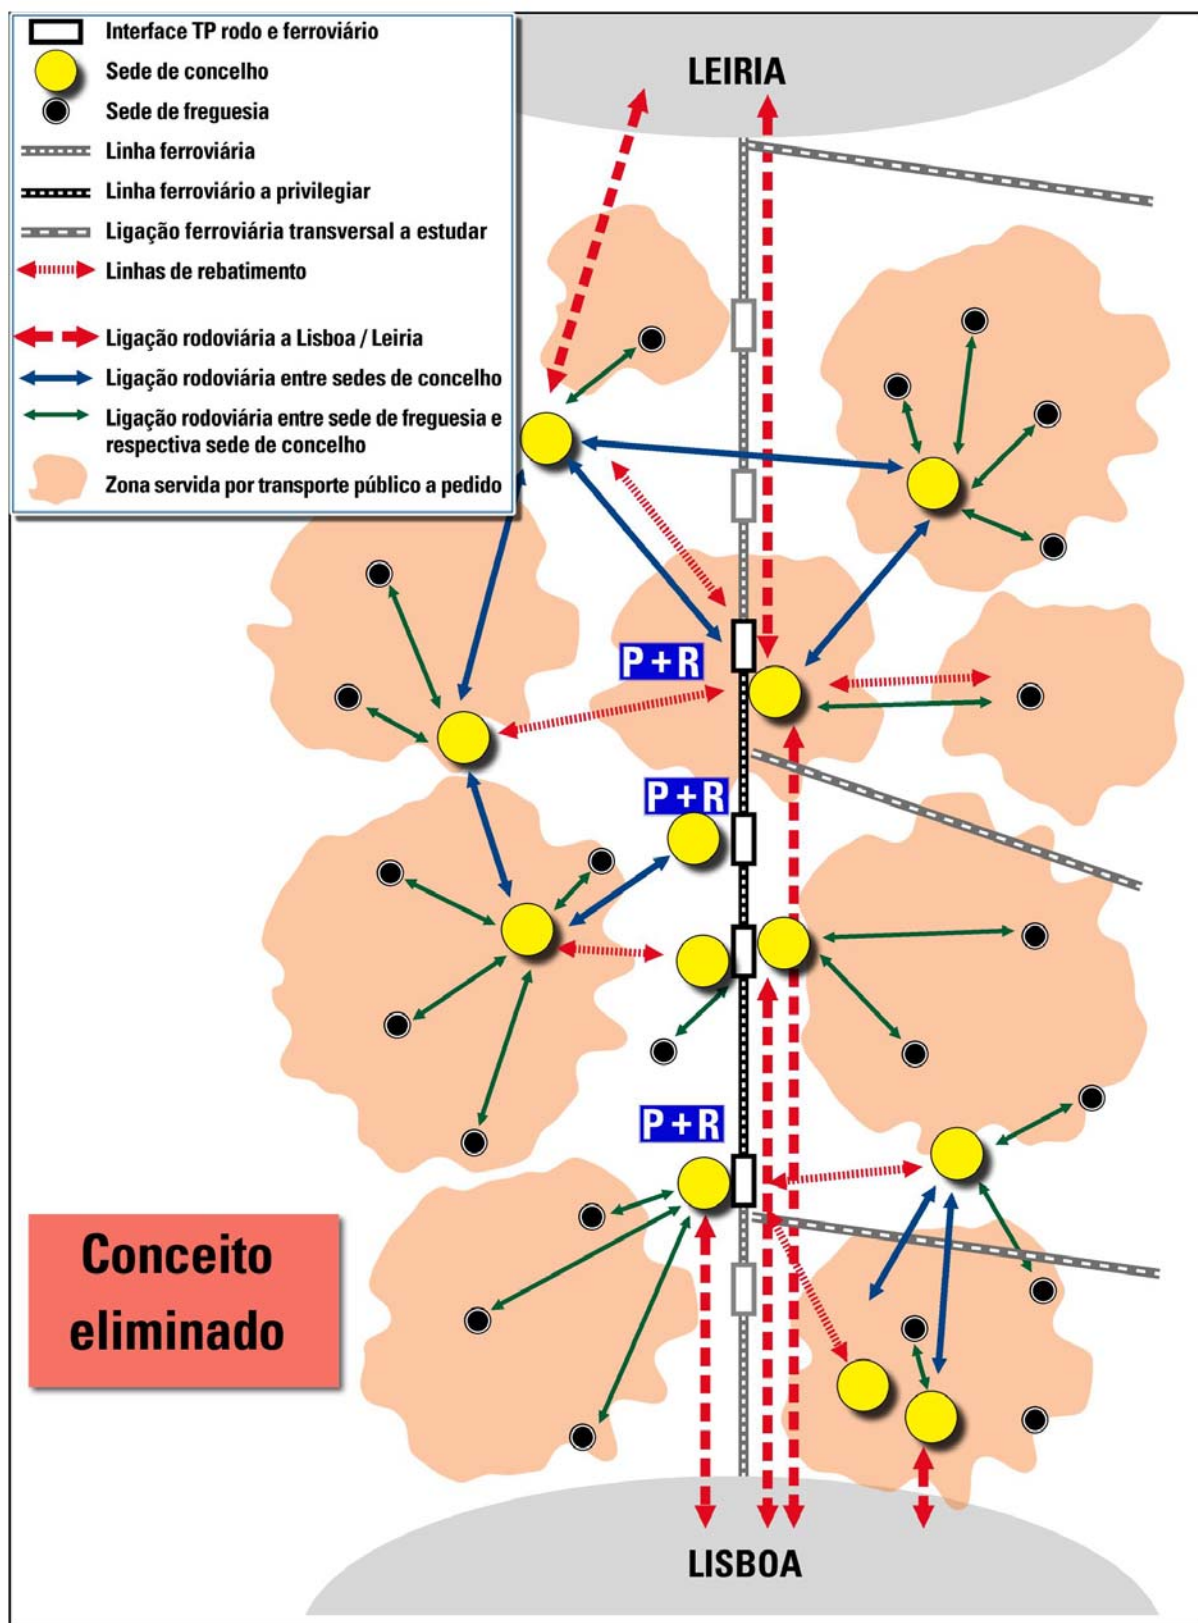 Interface TP rodo e ferroviário
Sede de concelho
Sede de freguesia
Linha ferroviária
Linha ferroviário a privilegiar
Ligação ferroviária transversal a estudar
Linhas de rebatimento
Ligação rodoviária a Lisboa / Leiria
Ligação rodoviária entre sedes de concelho
Ligação rodoviária entre sede de freguesia e
respectiva sede de concelho
Zona servida por transporte público a pedido
LEIRIA
P+R
P+R
P+R
Conceito
eliminado
LISBOA